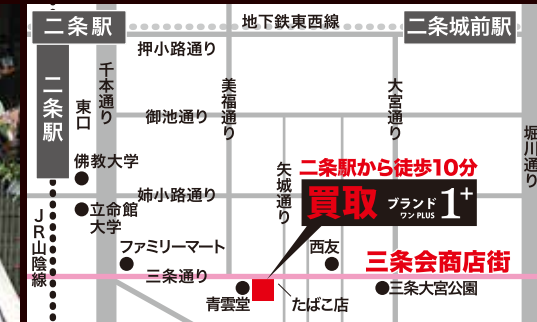 二条駅
地下鉄東西線
二条城前駅
押小路通り
二条駅
東口
千本通り
美福通り
大宮通り
堀川通り
御池通り
佛教大学
二条駅から徒歩10分
矢城通り
買取 ブランド
ワンPLUS
1+
姉小路通り
立命館
大学
JR山陰線
ファミリーマート
西友
三条会商店街
三条通り
青雲堂
たばこ店
三条大宮公園